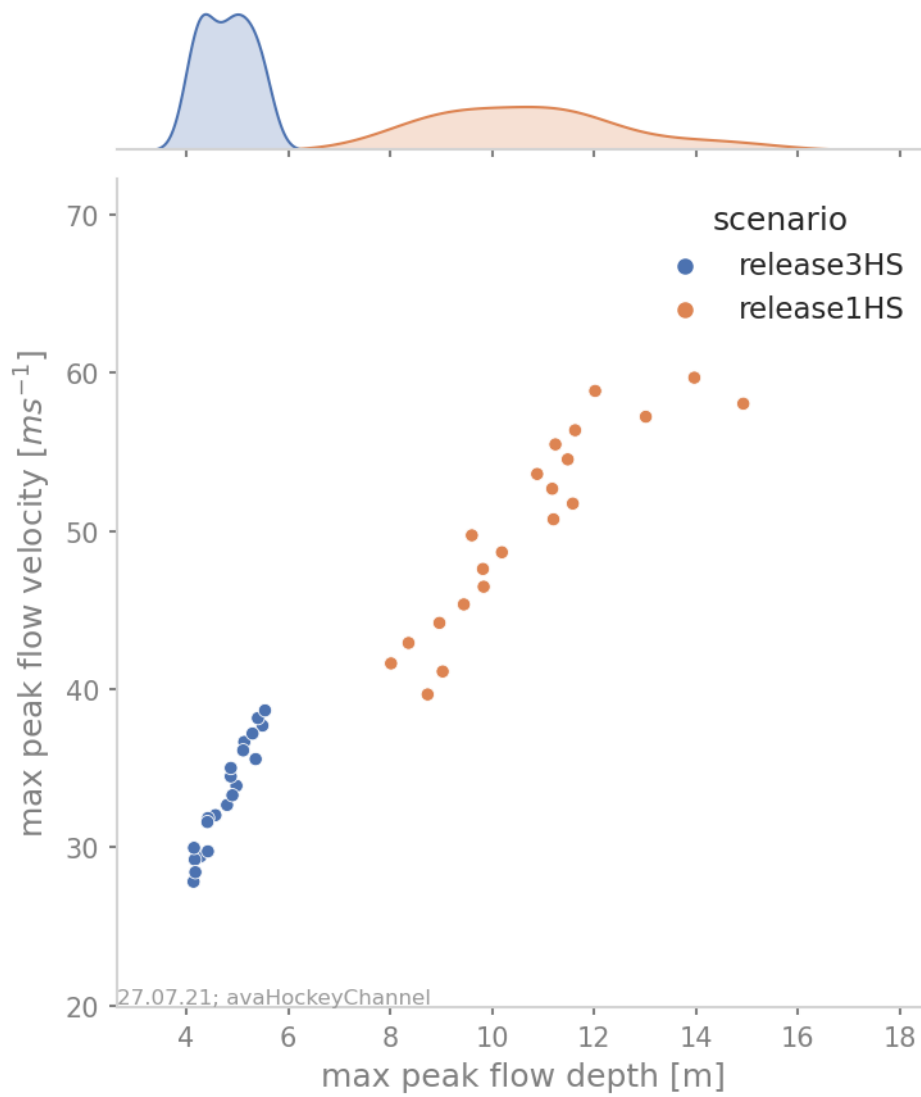 scenario
release3HS
release1HS
70
60
50
40
30
20
max peak flow velocity [$ms^{-1}$]
27.07.21; avaHockeyChannel
4 6 8 10 12 14 16 18
max peak flow depth [m]